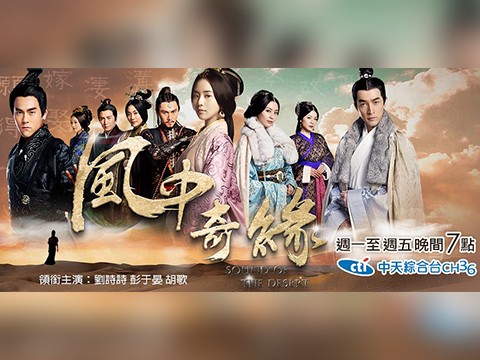 風中奇緣
SOUND OF
THE DESERT
領銜主演：劉詩詩 彭于晏 胡歌
週一至週五晚間7點
cti 中天綜合台CH36